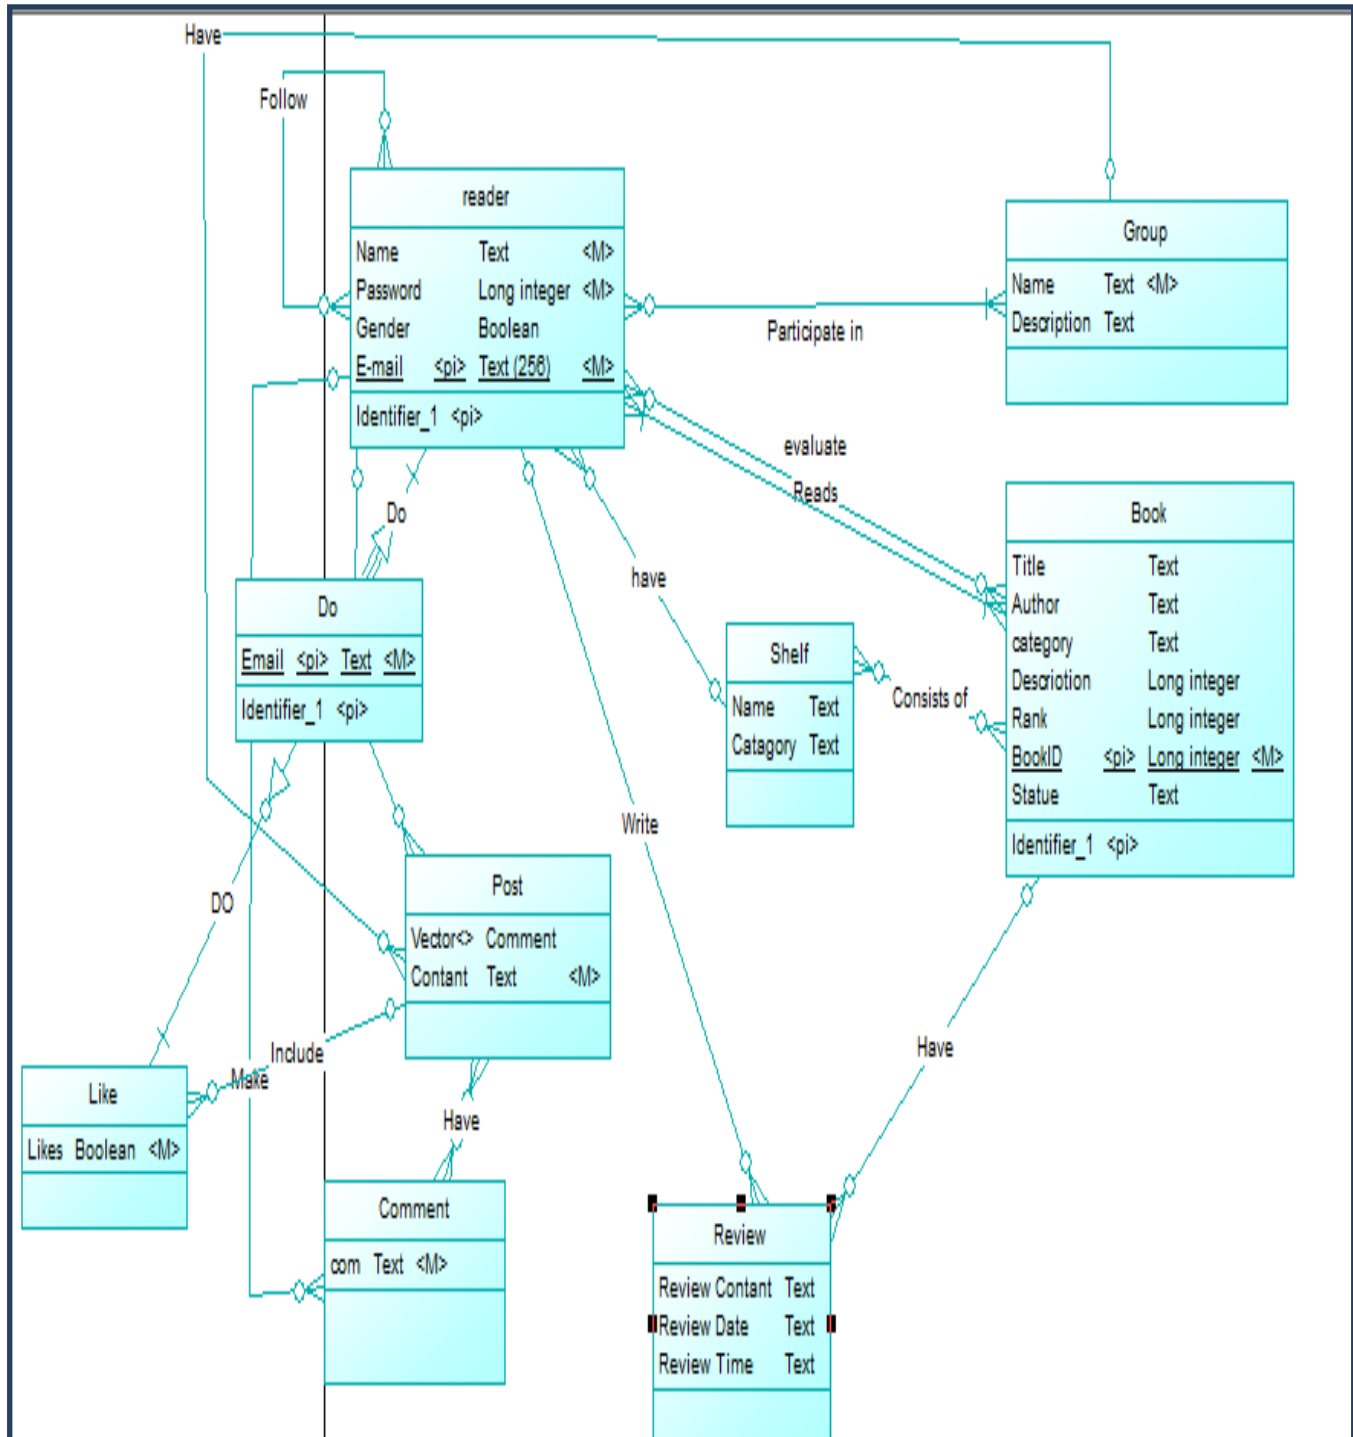 Have
Follow
reader
Name Text <M>
Password Long integer <M>
Gender Boolean
E-mail <pi> Text (256) <M>
Identifier_1 <pi>
Group
Name Text <M>
Description Text
Participate in
evaluate
Reads
Do
have
Book
Title Text
Author Text
category Text
Descriotion Long integer
Rank Long integer
BookID <pi> Long integer <M>
Statue Text
Identifier_1 <pi>
Do
Email <pi> Text <M>
Identifier_1 <pi>
Shelf
Name Text
Catagory Text
Consists of
Write
DO
Post
Vector<> Comment
Contant Text <M>
Include
Make
Have
Have
Like
Likes Boolean <M>
Comment
com Text <M>
Review
Review Contant Text
Review Date Text
Review Time Text